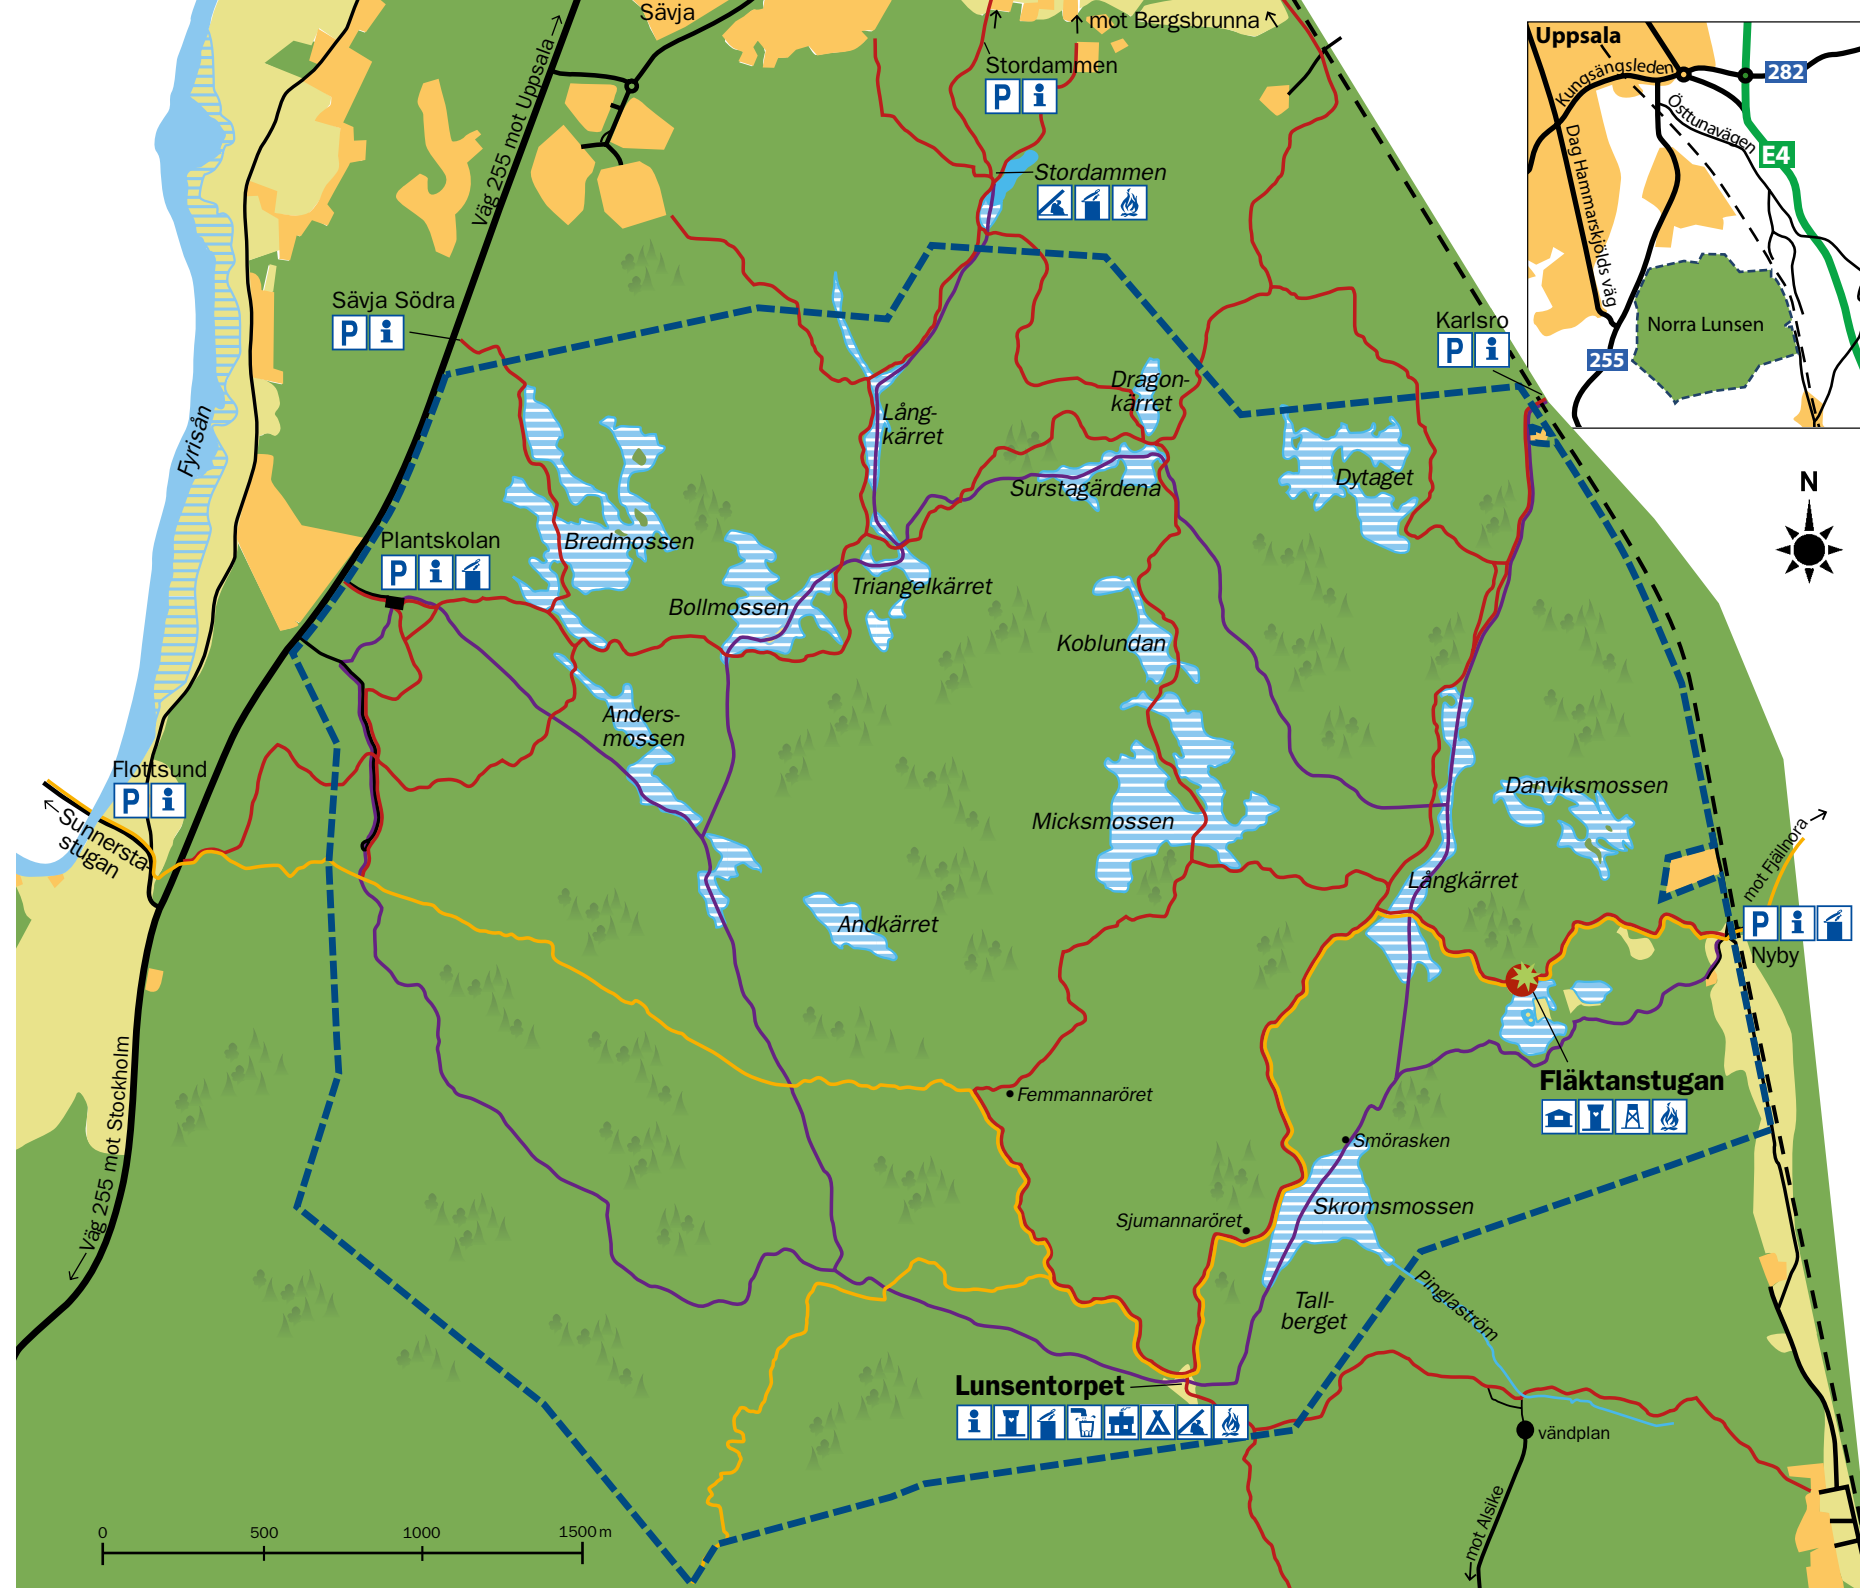 Sävja
mot Bergsbrunna
Stordammen
P i
Stordammen
Väg 255 mot Uppsala
Sävja Södra
P i
Fyrisån
Karlsro
P i
Dragon-
kärret
Lång-
kärret
Surstagärdena
Dytaget
Plantskolan
P i
Bredmossen
Triangelkärret
Bollmossen
Koblundan
Anders-
mossen
Flottsund
P i
Sunnersta-
stugan
Micksmossen
Danviksmossen
Långkärret
Andkärret
mot Fjällnora
P i
Nyby
Femmannaröret
Fläktanstugan
Smörasken
Skromsmossen
Sjumannaröret
Väg 255 mot Stockholm
Tall-
berget
Pinglaström
Lunsentorpet
i
vändplan
mot Alsike
0 500 1000 1500 m
N
Uppsala
Kungsängsleden
282
Östtunavägen
E4
Dag Hammarskjölds väg
Norra Lunsen
255